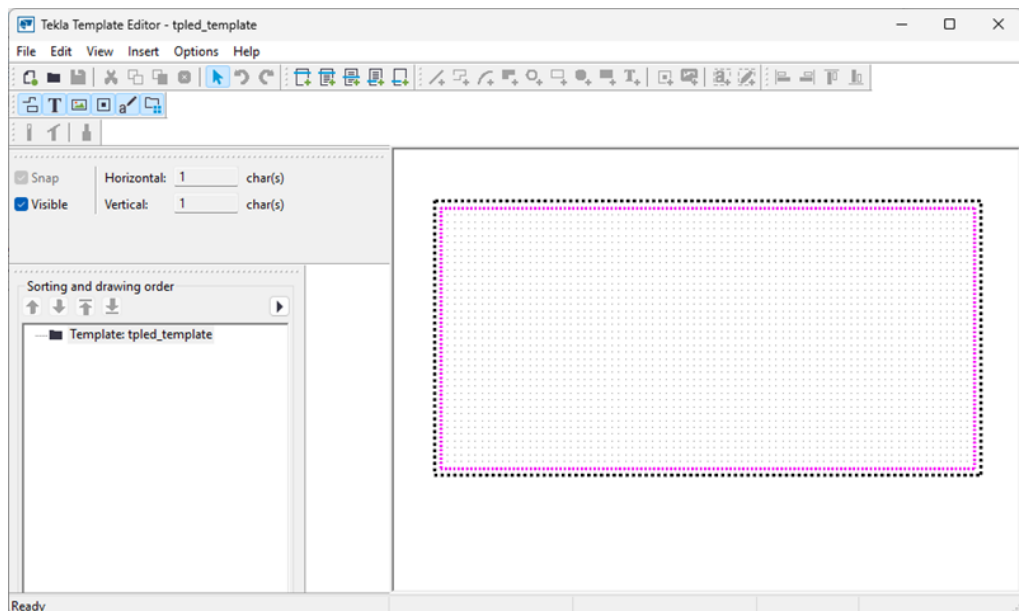 Tekla Template Editor - tpled_template
File Edit View Insert Options Help
Snap Horizontal: 1 char(s)
Visible Vertical: 1 char(s)
Sorting and drawing order
Template: tpled_template
Ready